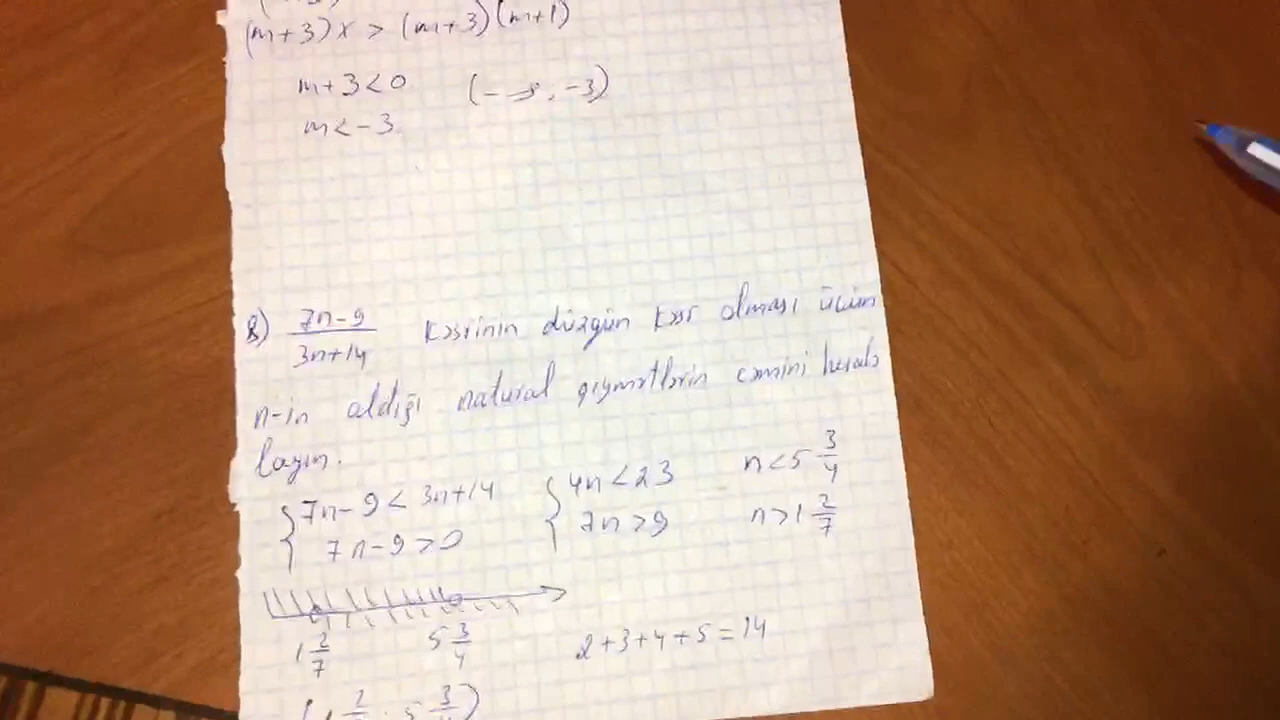 (m+3)x > (m+3)(m+1)
m+3<0 (-∞, -3)
m<-3
8) 7n-9/3n+14 kəsrinin düzgün kəsr olması üçün
n-in aldığı natural qiymətlərin cəmini hesab
layın.
{7n-9 < 3n+14 {4n<23 n<5 3/4
7n-9>0 7n>9 n>1 2/7
1 2/7 5 3/4 2+3+4+5=14